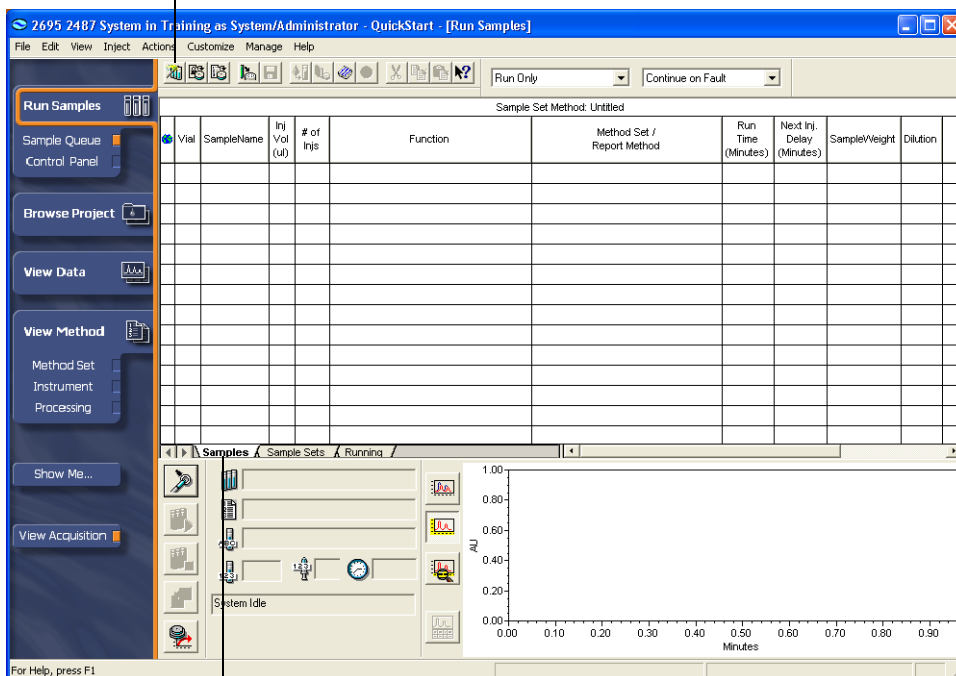 2695 2487 System in Training as System/Administrator - QuickStart - [Run Samples]
File Edit View Inject Actions Customize Manage Help
Run Only
Continue on Fault
Run Samples
Sample Queue
Control Panel
Browse Project
View Data
View Method
Method Set
Instrument
Processing
Show Me...
View Acquisition
Sample Set Method: Untitled
Vial
SampleName
Inj
Vol
(ul)
# of
Injs
Function
Method Set /
Report Method
Run
Time
(Minutes)
Next Inj.
Delay
(Minutes)
SampleWeight
Dilution
Samples
Sample Sets
Running
System Idle
AU
1.00
0.80
0.60
0.40
0.20
0.00
0.00 0.10 0.20 0.30 0.40 0.50 0.60 0.70 0.80 0.90
Minutes
For Help, press F1